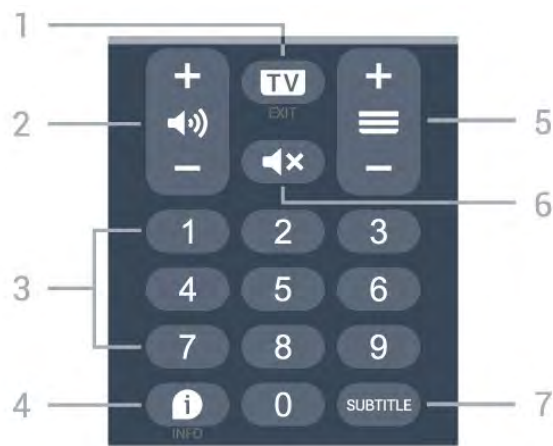 1
+ TV +
EXIT
2 5
− −
6
1 2 3
3
4 5 6
7 8 9
4 i 0 SUBTITLE 7
INFO